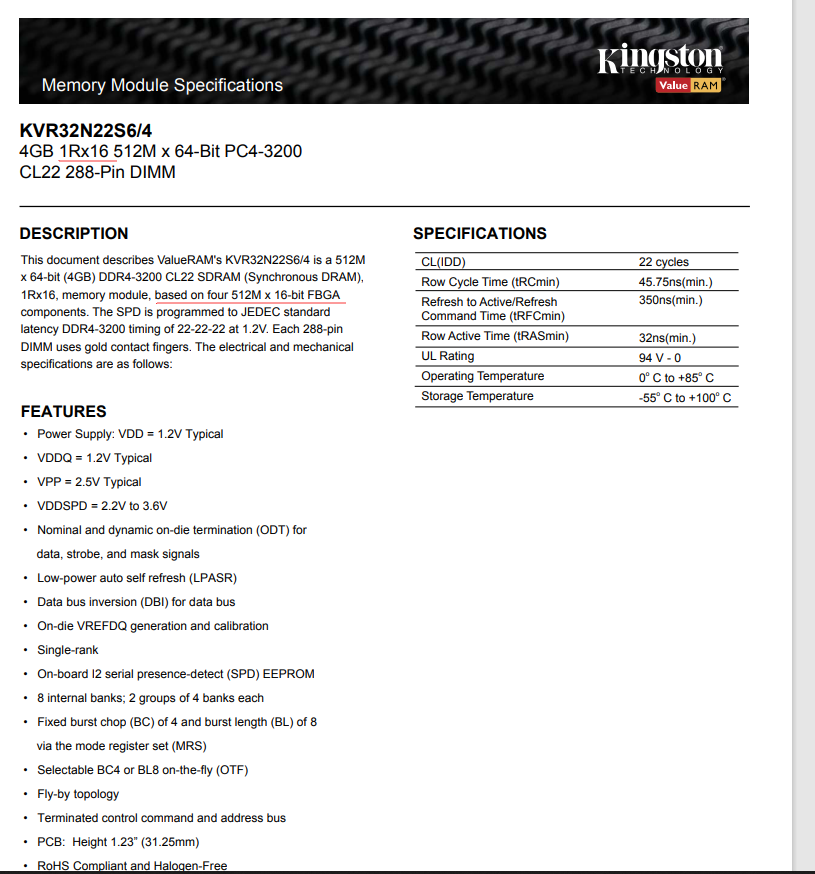 Memory Module Specifications
Kingston
TECHNOLOGY
Value RAM
KVR32N22S6/4
4GB 1Rx16 512M x 64-Bit PC4-3200
CL22 288-Pin DIMM
DESCRIPTION
This document describes ValueRAM's KVR32N22S6/4 is a 512M
x 64-bit (4GB) DDR4-3200 CL22 SDRAM (Synchronous DRAM),
1Rx16, memory module, based on four 512M x 16-bit FBGA
components. The SPD is programmed to JEDEC standard
latency DDR4-3200 timing of 22-22-22 at 1.2V. Each 288-pin
DIMM uses gold contact fingers. The electrical and mechanical
specifications are as follows:
FEATURES
• Power Supply: VDD = 1.2V Typical
• VDDQ = 1.2V Typical
• VPP = 2.5V Typical
• VDDSPD = 2.2V to 3.6V
• Nominal and dynamic on-die termination (ODT) for
data, strobe, and mask signals
• Low-power auto self refresh (LPASR)
• Data bus inversion (DBI) for data bus
• On-die VREFDQ generation and calibration
• Single-rank
• On-board I2 serial presence-detect (SPD) EEPROM
• 8 internal banks; 2 groups of 4 banks each
• Fixed burst chop (BC) of 4 and burst length (BL) of 8
via the mode register set (MRS)
• Selectable BC4 or BL8 on-the-fly (OTF)
• Fly-by topology
• Terminated control command and address bus
• PCB: Height 1.23” (31.25mm)
• RoHS Compliant and Halogen-Free
SPECIFICATIONS
CL(IDD) 22 cycles
Row Cycle Time (tRCmin) 45.75ns(min.)
Refresh to Active/Refresh 350ns(min.)
Command Time (tRFCmin)
Row Active Time (tRASmin) 32ns(min.)
UL Rating 94 V - 0
Operating Temperature 0° C to +85° C
Storage Temperature -55° C to +100° C